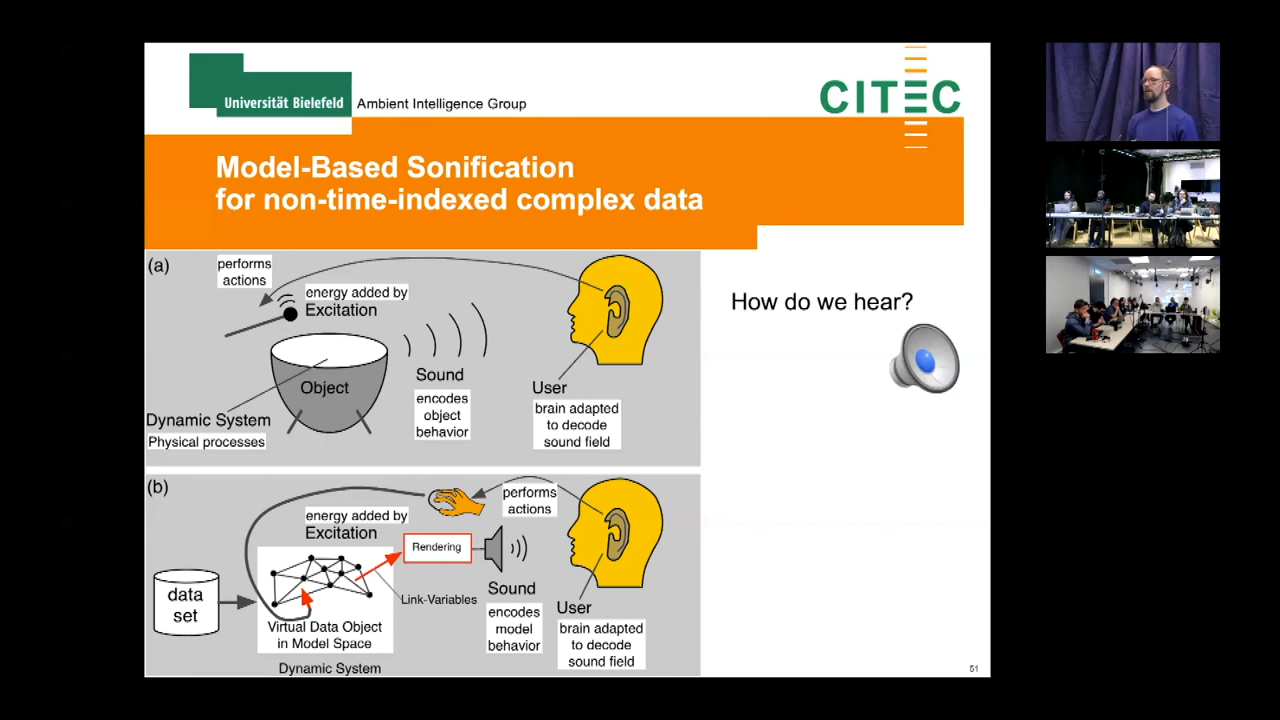 Universität Bielefeld
Ambient Intelligence Group
CITEC
Model-Based Sonification
for non-time-indexed complex data
(a)
performs
actions
energy added by
Excitation
Object
Sound
encodes
object
behavior
Dynamic System
Physical processes
User
brain adapted
to decode
sound field
How do we hear?
(b)
performs
actions
energy added by
Excitation
Rendering
data
set
Link-Variables
Virtual Data Object
in Model Space
Dynamic System
Sound
encodes
model
behavior
User
brain adapted
to decode
sound field
51